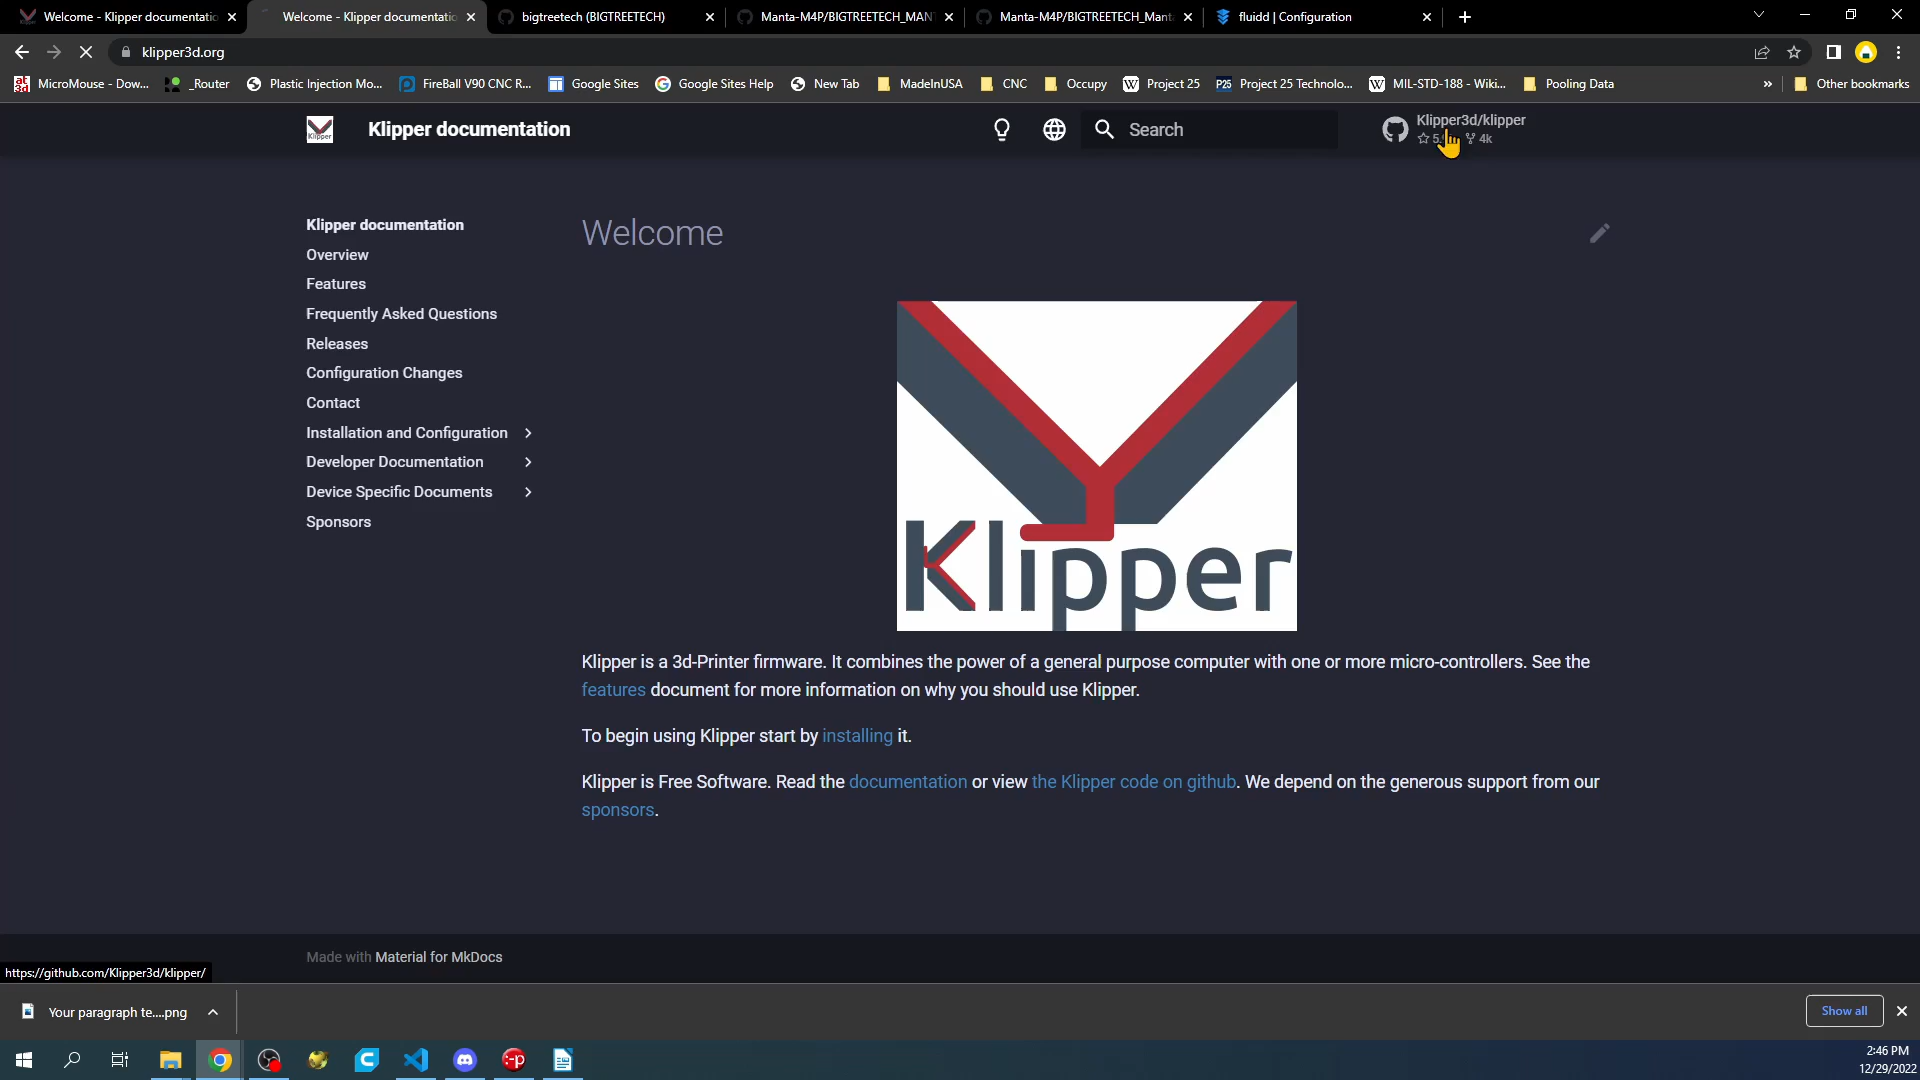 Welcome - Klipper documentatio
Welcome - Klipper documentatio
bigtreetech (BIGTREETECH)
Manta-M4P/BIGTREETECH_MAN
Manta-M4P/BIGTREETECH_Mant
fluidd | Configuration
klipper3d.org
MicroMouse - Dow...
_Router
Plastic Injection Mo...
FireBall V90 CNC R...
Google Sites
Google Sites Help
New Tab
MadeInUSA
CNC
Occupy
Project 25
P25
Project 25 Technolo...
MIL-STD-188 - Wiki...
Pooling Data
»
Other bookmarks
Klipper documentation
Search
Klipper3d/klipper
4k
Klipper documentation
Overview
Features
Frequently Asked Questions
Releases
Configuration Changes
Contact
Installation and Configuration
Developer Documentation
Device Specific Documents
Sponsors
Welcome
Klipper
Klipper is a 3d-Printer firmware. It combines the power of a general purpose computer with one or more micro-controllers. See the
features document for more information on why you should use Klipper.
To begin using Klipper start by installing it.
Klipper is Free Software. Read the documentation or view the Klipper code on github. We depend on the generous support from our
sponsors.
Made with Material for MkDocs
https://github.com/Klipper3d/klipper/
Your paragraph te....png
Show all
2:46 PM
12/29/2022